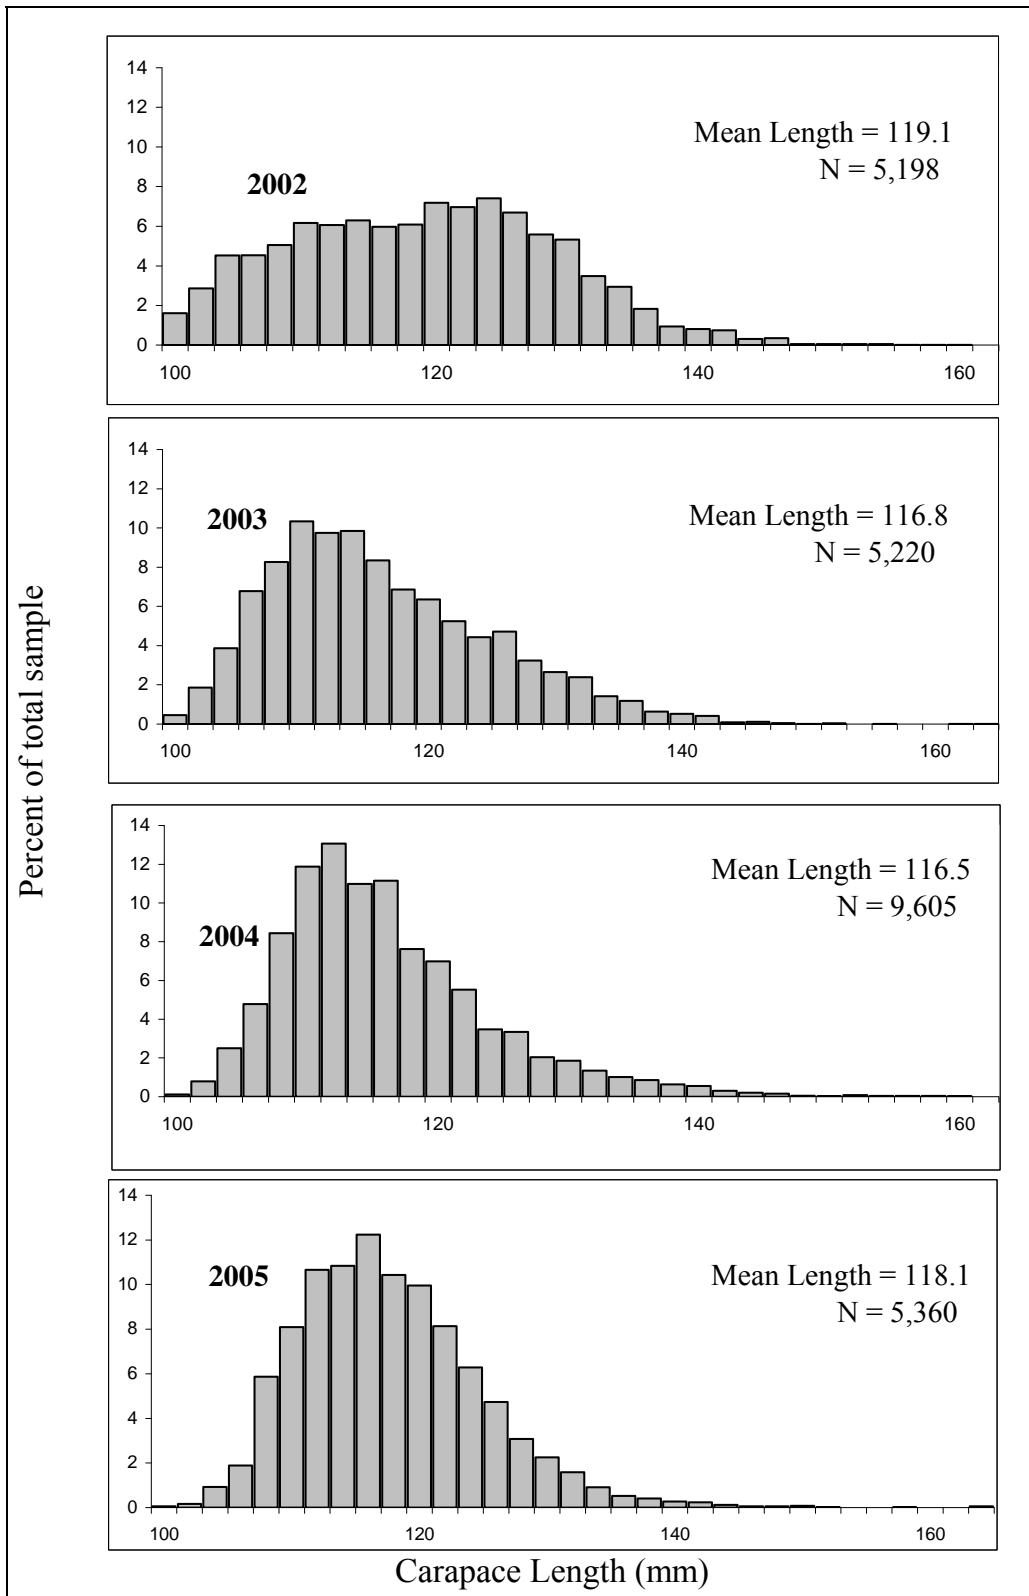 Percent of total sample
14
12
10
8
6
4
2
0
2002
Mean Length = 119.1
N = 5,198
100 120 140 160
14
12
10
8
6
4
2
0
2003
Mean Length = 116.8
N = 5,220
100 120 140 160
14
12
10
8
6
4
2
0
2004
Mean Length = 116.5
N = 9,605
100 120 140 160
14
12
10
8
6
4
2
0
2005
Mean Length = 118.1
N = 5,360
100 120 140 160
Carapace Length (mm)